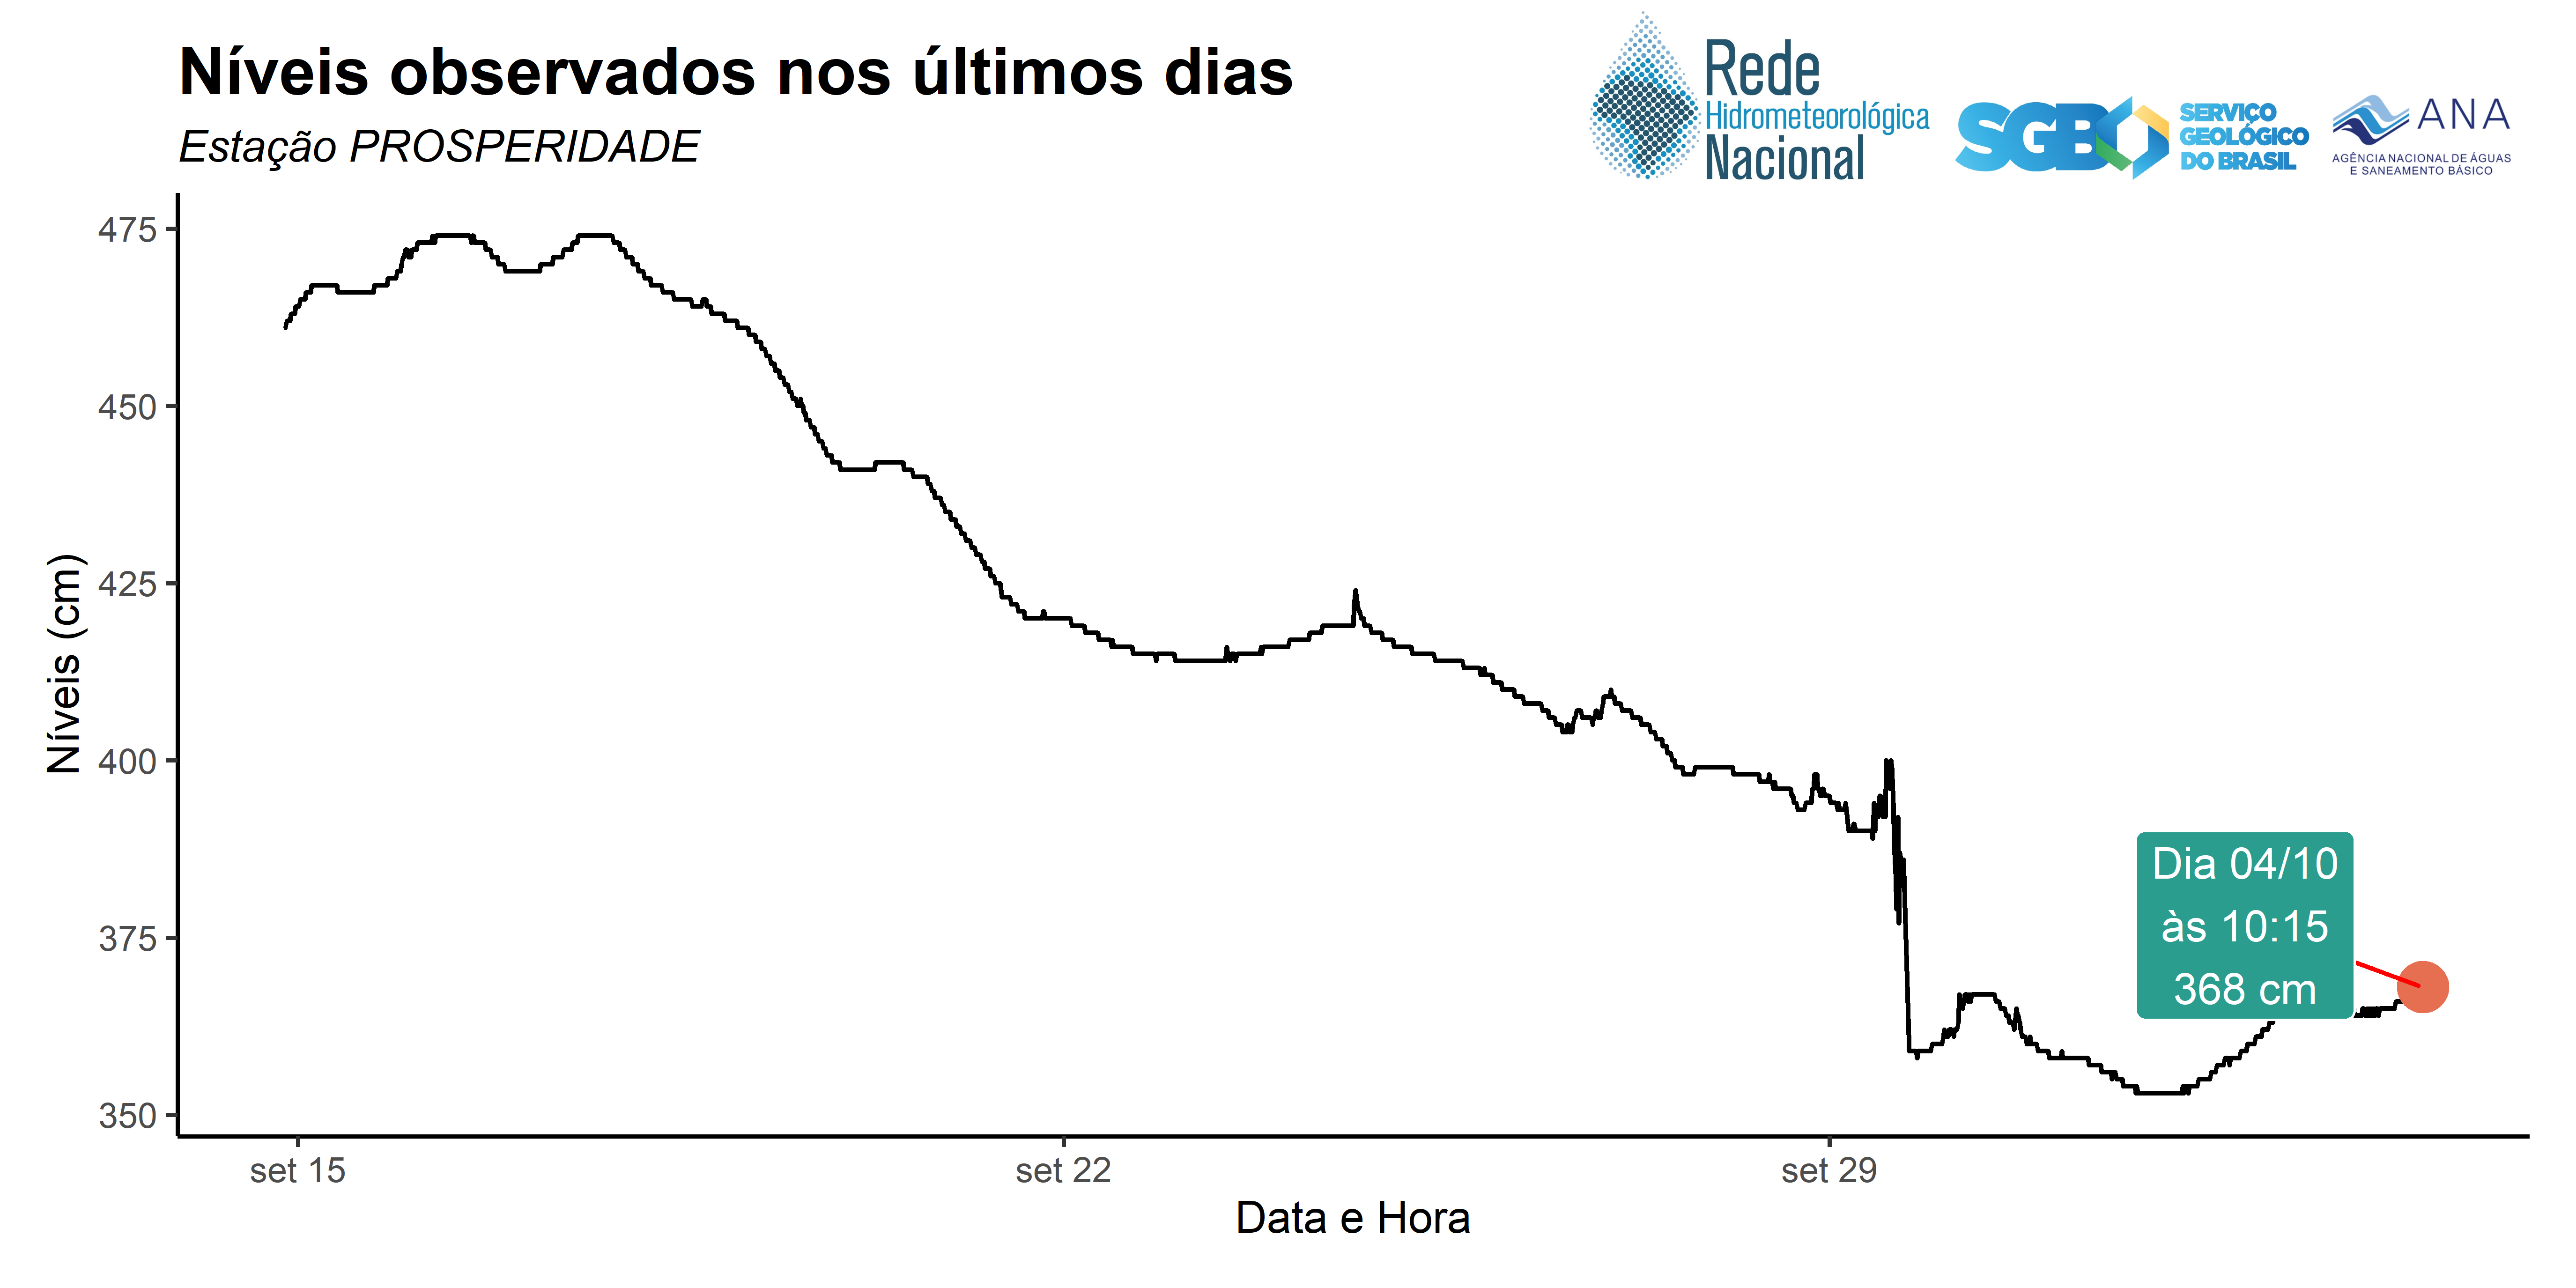 Níveis observados nos últimos dias
Estação PROSPERIDADE
Rede
Hidrometeorológica
Nacional
SGB
SERVIÇO
GEOLÓGICO
DO BRASIL
ANA
AGÊNCIA NACIONAL DE ÁGUAS
E SANEAMENTO BÁSICO
475
450
425
400
375
350
Níveis (cm)
Dia 04/10
às 10:15
368 cm
set 15
set 22
set 29
Data e Hora